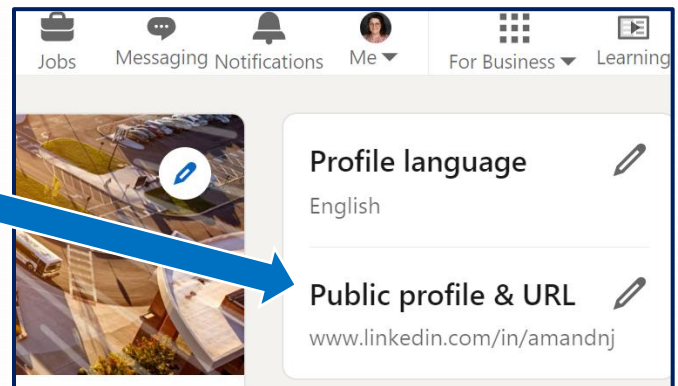 Jobs Messaging Notifications Me For Business Learning
Profile language
English
Public profile & URL
www.linkedin.com/in/amandnj